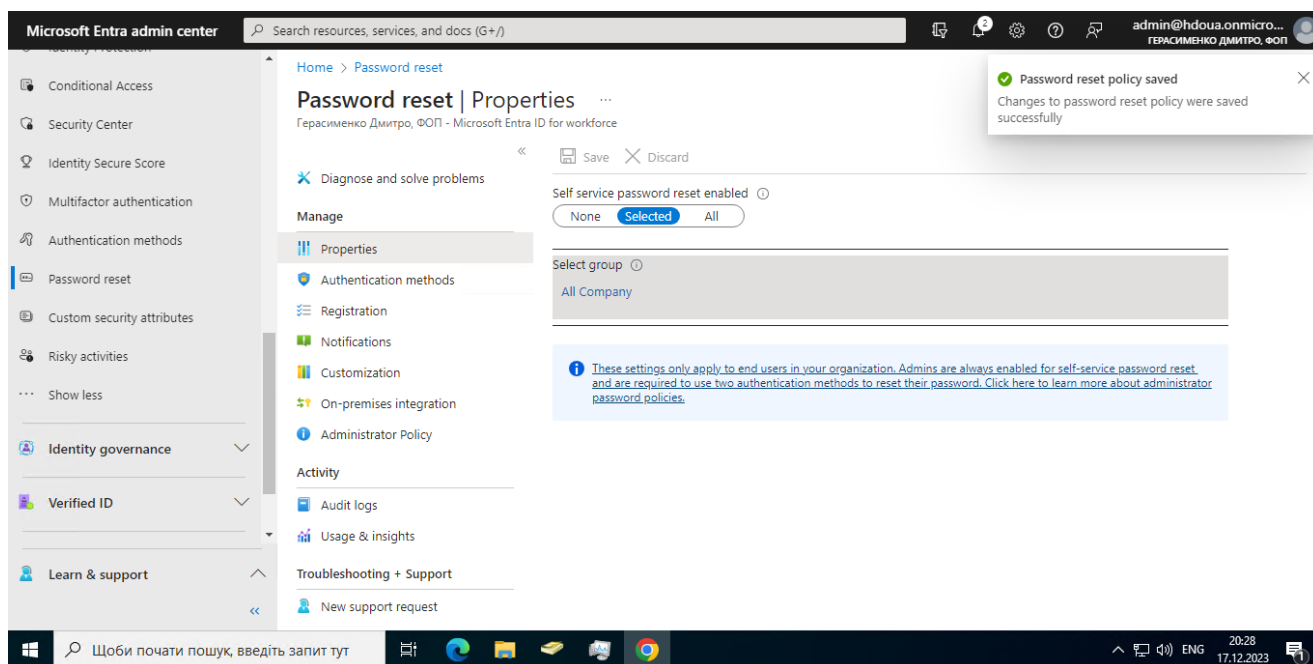 Microsoft Entra admin center
Search resources, services, and docs (G+/)
2
admin@hdoua.onmicro...
ГЕРАСИМЕНКО ДМИТРО, ФОП
Identity Protection
Conditional Access
Security Center
Identity Secure Score
Multifactor authentication
Authentication methods
Password reset
Custom security attributes
Risky activities
Show less
Identity governance
Verified ID
Learn & support
Home > Password reset
Password reset | Properties ...
Герасименко Дмитро, ФОП - Microsoft Entra ID for workforce
Diagnose and solve problems
Manage
Properties
Authentication methods
Registration
Notifications
Customization
On-premises integration
Administrator Policy
Activity
Audit logs
Usage & insights
Troubleshooting + Support
New support request
Save Discard
Self service password reset enabled
None Selected All
Select group
All Company
These settings only apply to end users in your organization. Admins are always enabled for self-service password reset
and are required to use two authentication methods to reset their password. Click here to learn more about administrator
password policies.
Password reset policy saved
Changes to password reset policy were saved
successfully
Щоби почати пошук, введіть запит тут
ENG
20:28
17.12.2023
1